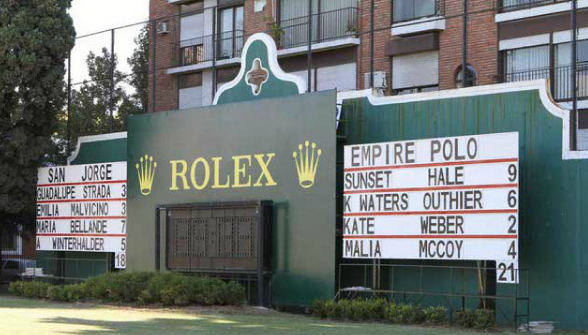 SAN JORGE
GUADALUPE STRADA 3
EMILIA MALVICINO 3
MARIA BELLANDE 7
A WINTERHALDER 5
18
ROLEX
EMPIRE POLO
SUNSET HALE 9
K WATERS OUTHIER 6
KATE WEBER 2
MALIA MCCOY 4
21